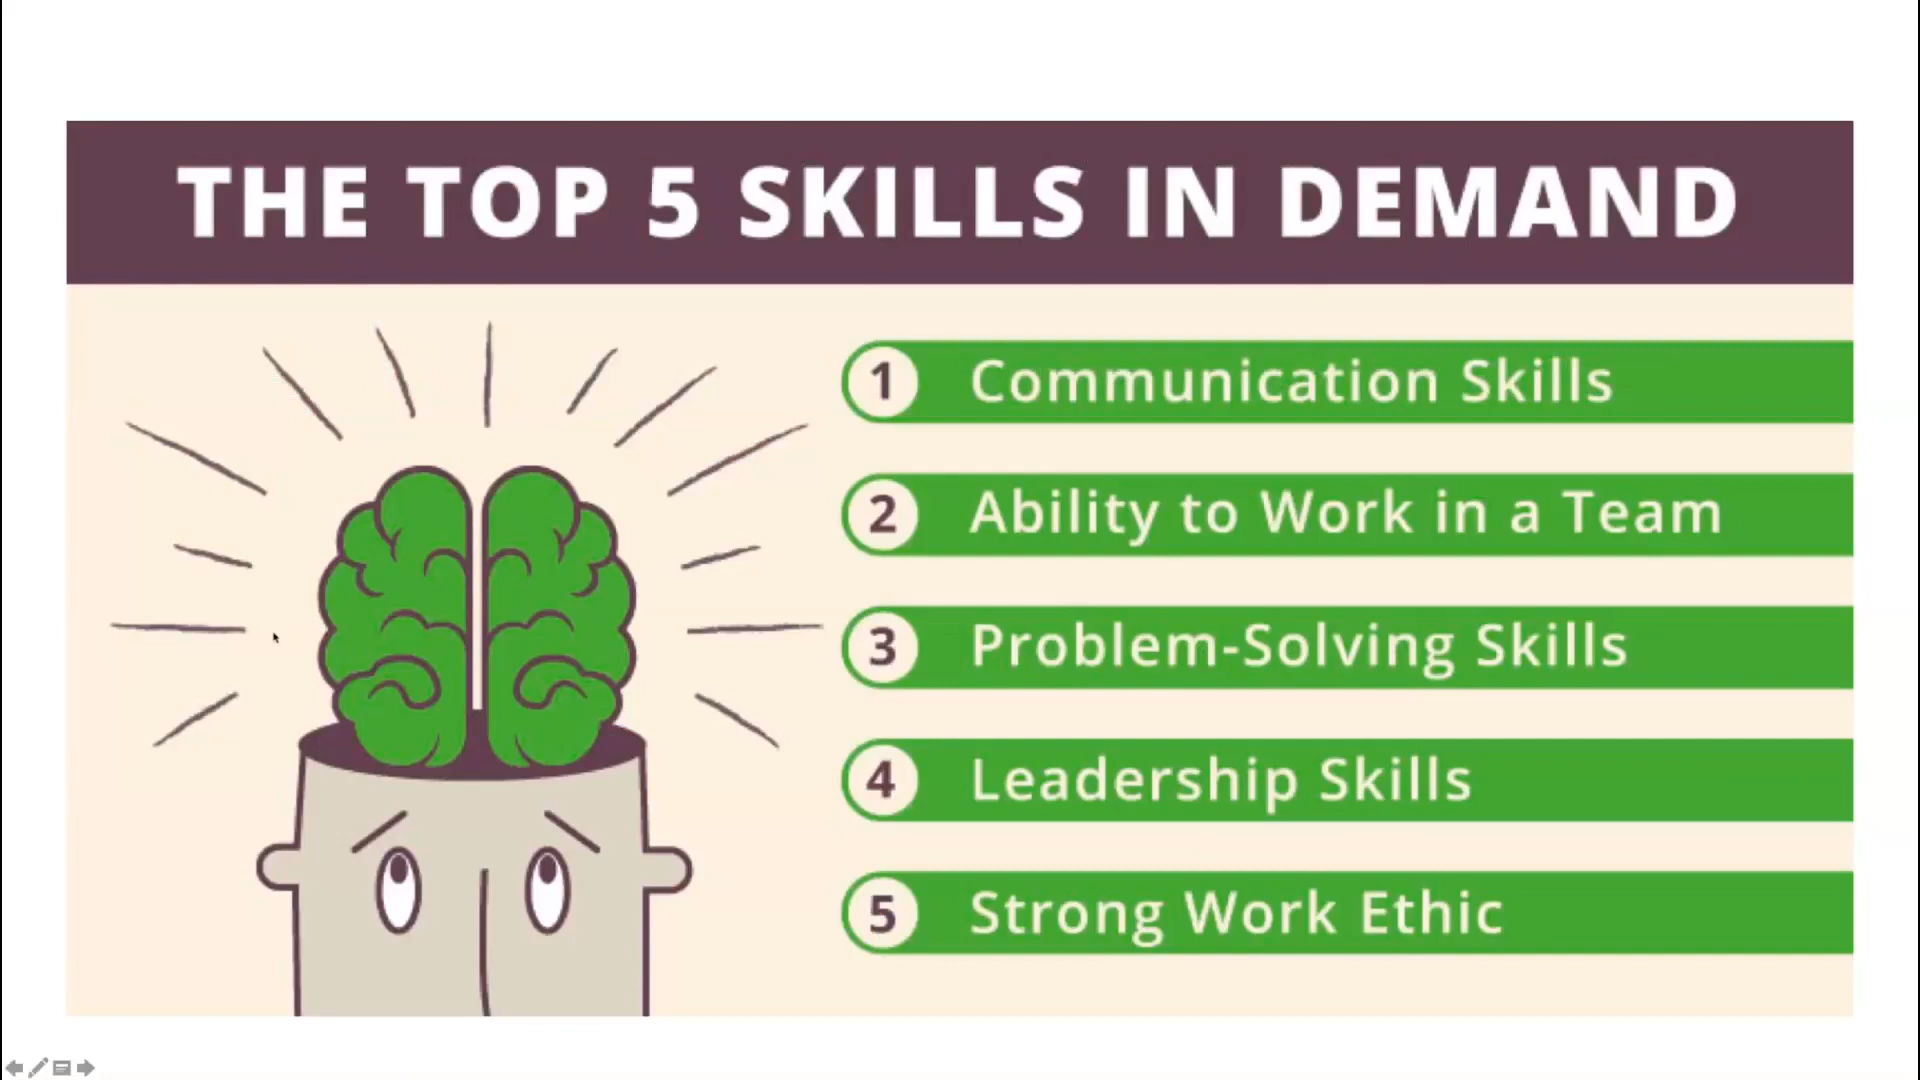 THE TOP 5 SKILLS IN DEMAND
1 Communication Skills
2 Ability to Work in a Team
3 Problem-Solving Skills
4 Leadership Skills
5 Strong Work Ethic